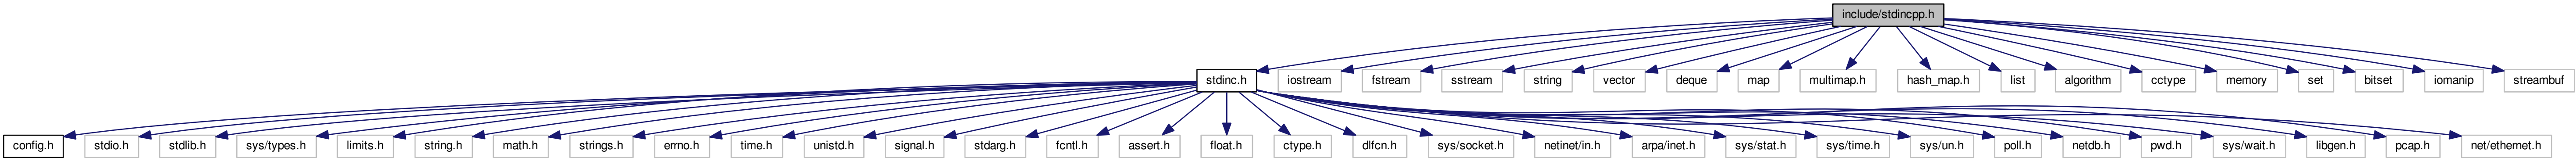 include/stdincpp.h
stdinc.h iostream fstream sstream string vector deque map multimap.h hash_map.h list algorithm cctype memory set bitset iomanip streambuf
config.h stdio.h stdlib.h sys/types.h limits.h string.h math.h strings.h errno.h time.h unistd.h signal.h stdarg.h fcntl.h assert.h float.h ctype.h dlfcn.h sys/socket.h netinet/in.h arpa/inet.h sys/stat.h sys/time.h sys/un.h poll.h netdb.h pwd.h sys/wait.h libgen.h pcap.h net/ethernet.h